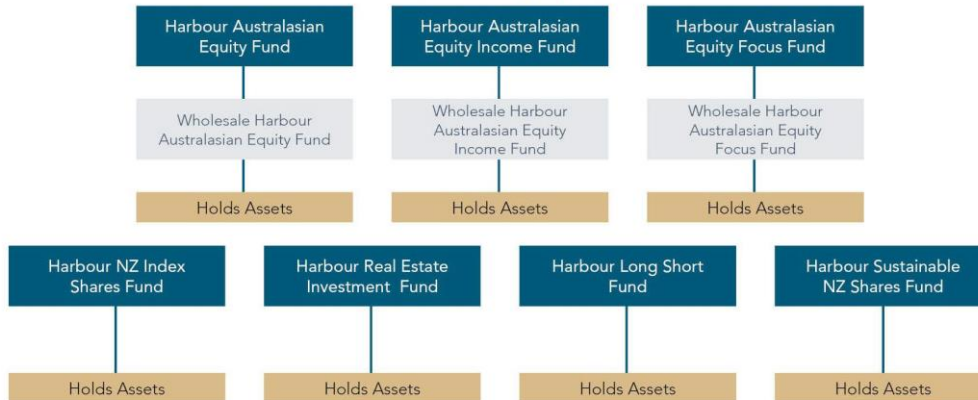 Harbour Australasian
Equity Fund
Harbour Australasian
Equity Income Fund
Harbour Australasian
Equity Focus Fund
Wholesale Harbour
Australasian Equity Fund
Wholesale Harbour
Australasian Equity
Income Fund
Wholesale Harbour
Australasian Equity
Focus Fund
Holds Assets
Holds Assets
Holds Assets
Harbour NZ Index
Shares Fund
Harbour Real Estate
Investment Fund
Harbour Long Short
Fund
Harbour Sustainable
NZ Shares Fund
Holds Assets
Holds Assets
Holds Assets
Holds Assets